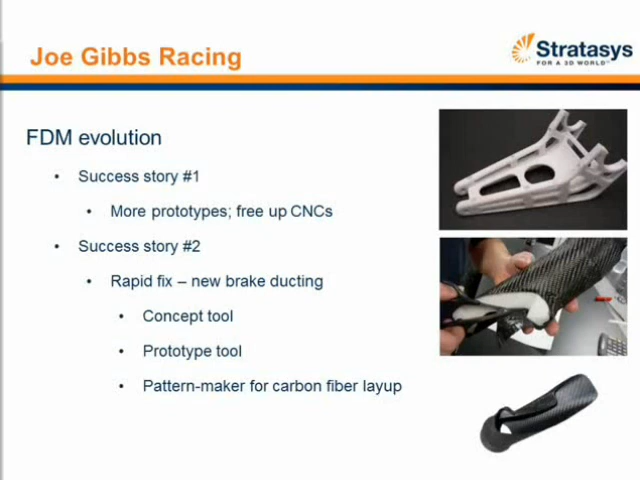 Joe Gibbs Racing
Stratasys
FOR A 3D WORLD™
FDM evolution
• Success story #1
• More prototypes; free up CNCs
• Success story #2
• Rapid fix – new brake ducting
• Concept tool
• Prototype tool
• Pattern-maker for carbon fiber layup